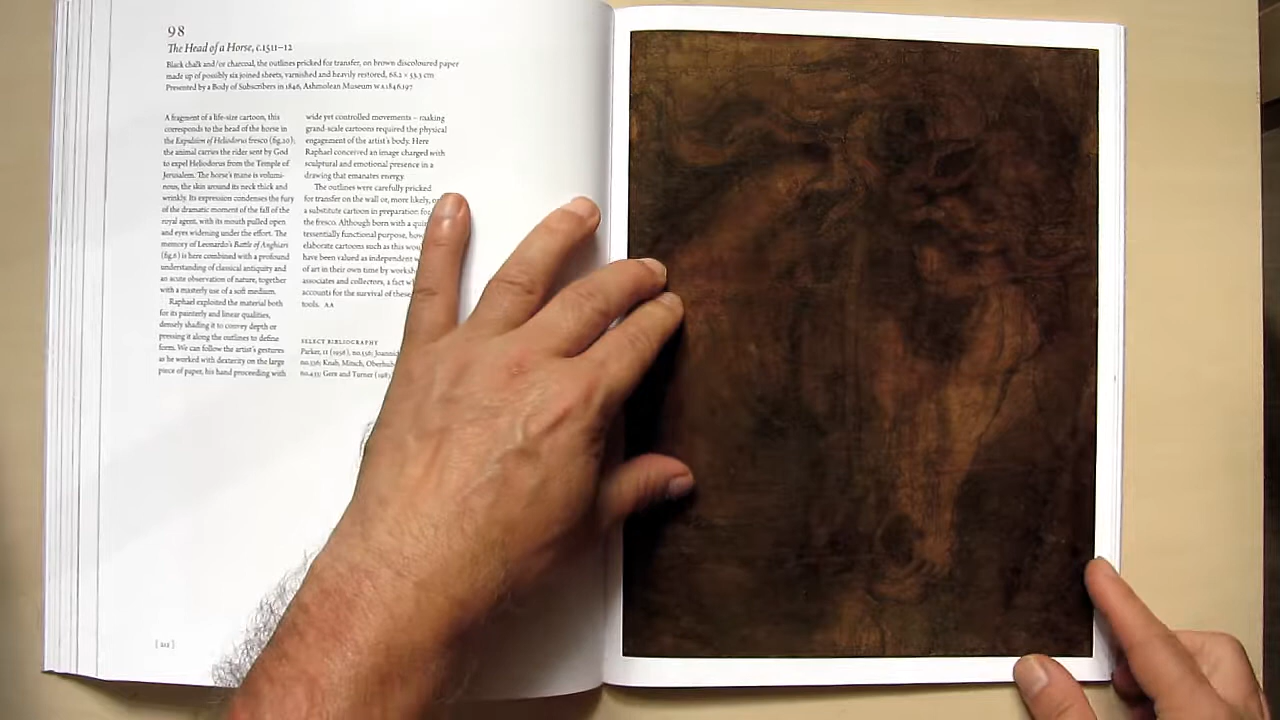 98
The Head of a Horse, c.1511–12
Black chalk and/or charcoal, the outlines pricked for transfer, on brown discoloured paper
made up of possibly six joined sheets, varnished and heavily restored, 68.2 × 53.3 cm
Presented by a Body of Subscribers in 1846, Ashmolean Museum WA1846.197
A fragment of a life-size cartoon, this
corresponds to the head of the horse in
the Expulsion of Heliodorus fresco (fig.20);
the animal carries the rider sent by God
to expel Heliodorus from the Temple of
Jerusalem. The horse's mane is volumi-
nous, the skin around its neck thick and
wrinkly. Its expression condenses the fury
of the dramatic moment of the fall of the
royal agent, with its mouth pulled open
and eyes widening under the effort. The
memory of Leonardo's Battle of Anghiari
(fig.6) is here combined with a profound
understanding of classical antiquity and
an acute observation of nature, together
with a masterly use of a soft medium.
Raphael exploited the material both
for its painterly and linear qualities,
densely shading it to convey depth or
pressing it along the outlines to define
form. We can follow the artist's gestures
as he worked with dexterity on the large
piece of paper, his hand proceeding with
wide yet controlled movements – making
grand-scale cartoons required the physical
engagement of the artist's body. Here
Raphael conceived an image charged with
sculptural and emotional presence in a
drawing that emanates energy.
The outlines were carefully pricked
for transfer on the wall or, more likely,
a substitute cartoon in preparation for
the fresco. Although born with a
tessentially functional purpose,
elaborate cartoons such as this
have been valued as independent
of art in their own time by
associates and collectors, a fact
accounts for the survival of these
tools. AA
SELECT BIBLIOGRAPHY
Parker, II (1956), no.556;
no.336; Knab, Mitsch,
no.435; Gere and Turner